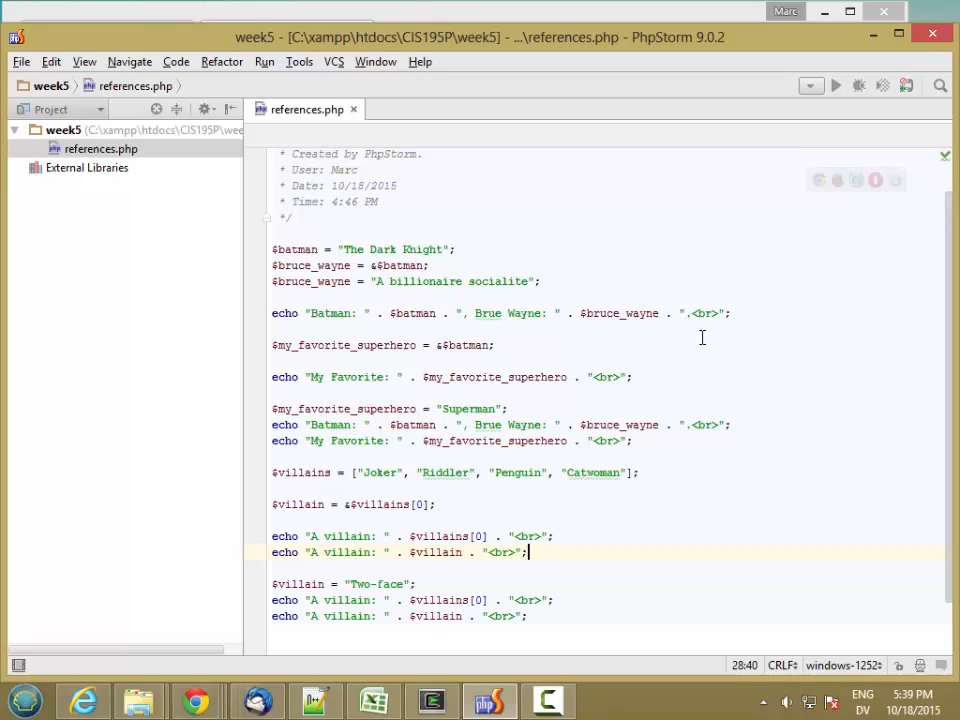 Marc
week5 - [C:\xampp\htdocs\CIS195P\week5] - ...\references.php - PhpStorm 9.0.2
File Edit View Navigate Code Refactor Run Tools VCS Window Help
week5 references.php
Project
references.php
week5 (C:\xampp\htdocs\CIS195P\wee
references.php
External Libraries
* Created by PhpStorm.
* User: Marc
* Date: 10/18/2015
* Time: 4:46 PM
*/
$batman = "The Dark Knight";
$bruce_wayne = &$batman;
$bruce_wayne = "A billionaire socialite";
echo "Batman: " . $batman . ", Brue Wayne: " . $bruce_wayne . ".<br>";
$my_favorite_superhero = &$batman;
echo "My Favorite: " . $my_favorite_superhero . "<br>";
$my_favorite_superhero = "Superman";
echo "Batman: " . $batman . ", Brue Wayne: " . $bruce_wayne . ".<br>";
echo "My Favorite: " . $my_favorite_superhero . "<br>";
$villains = ["Joker", "Riddler", "Penguin", "Catwoman"];
$villain = &$villains[0];
echo "A villain: " . $villains[0] . "<br>";
echo "A villain: " . $villain . "<br>";
$villain = "Two-face";
echo "A villain: " . $villains[0] . "<br>";
echo "A villain: " . $villain . "<br>";
28:40 CRLF windows-1252
ENG 5:39 PM
DV 10/18/2015